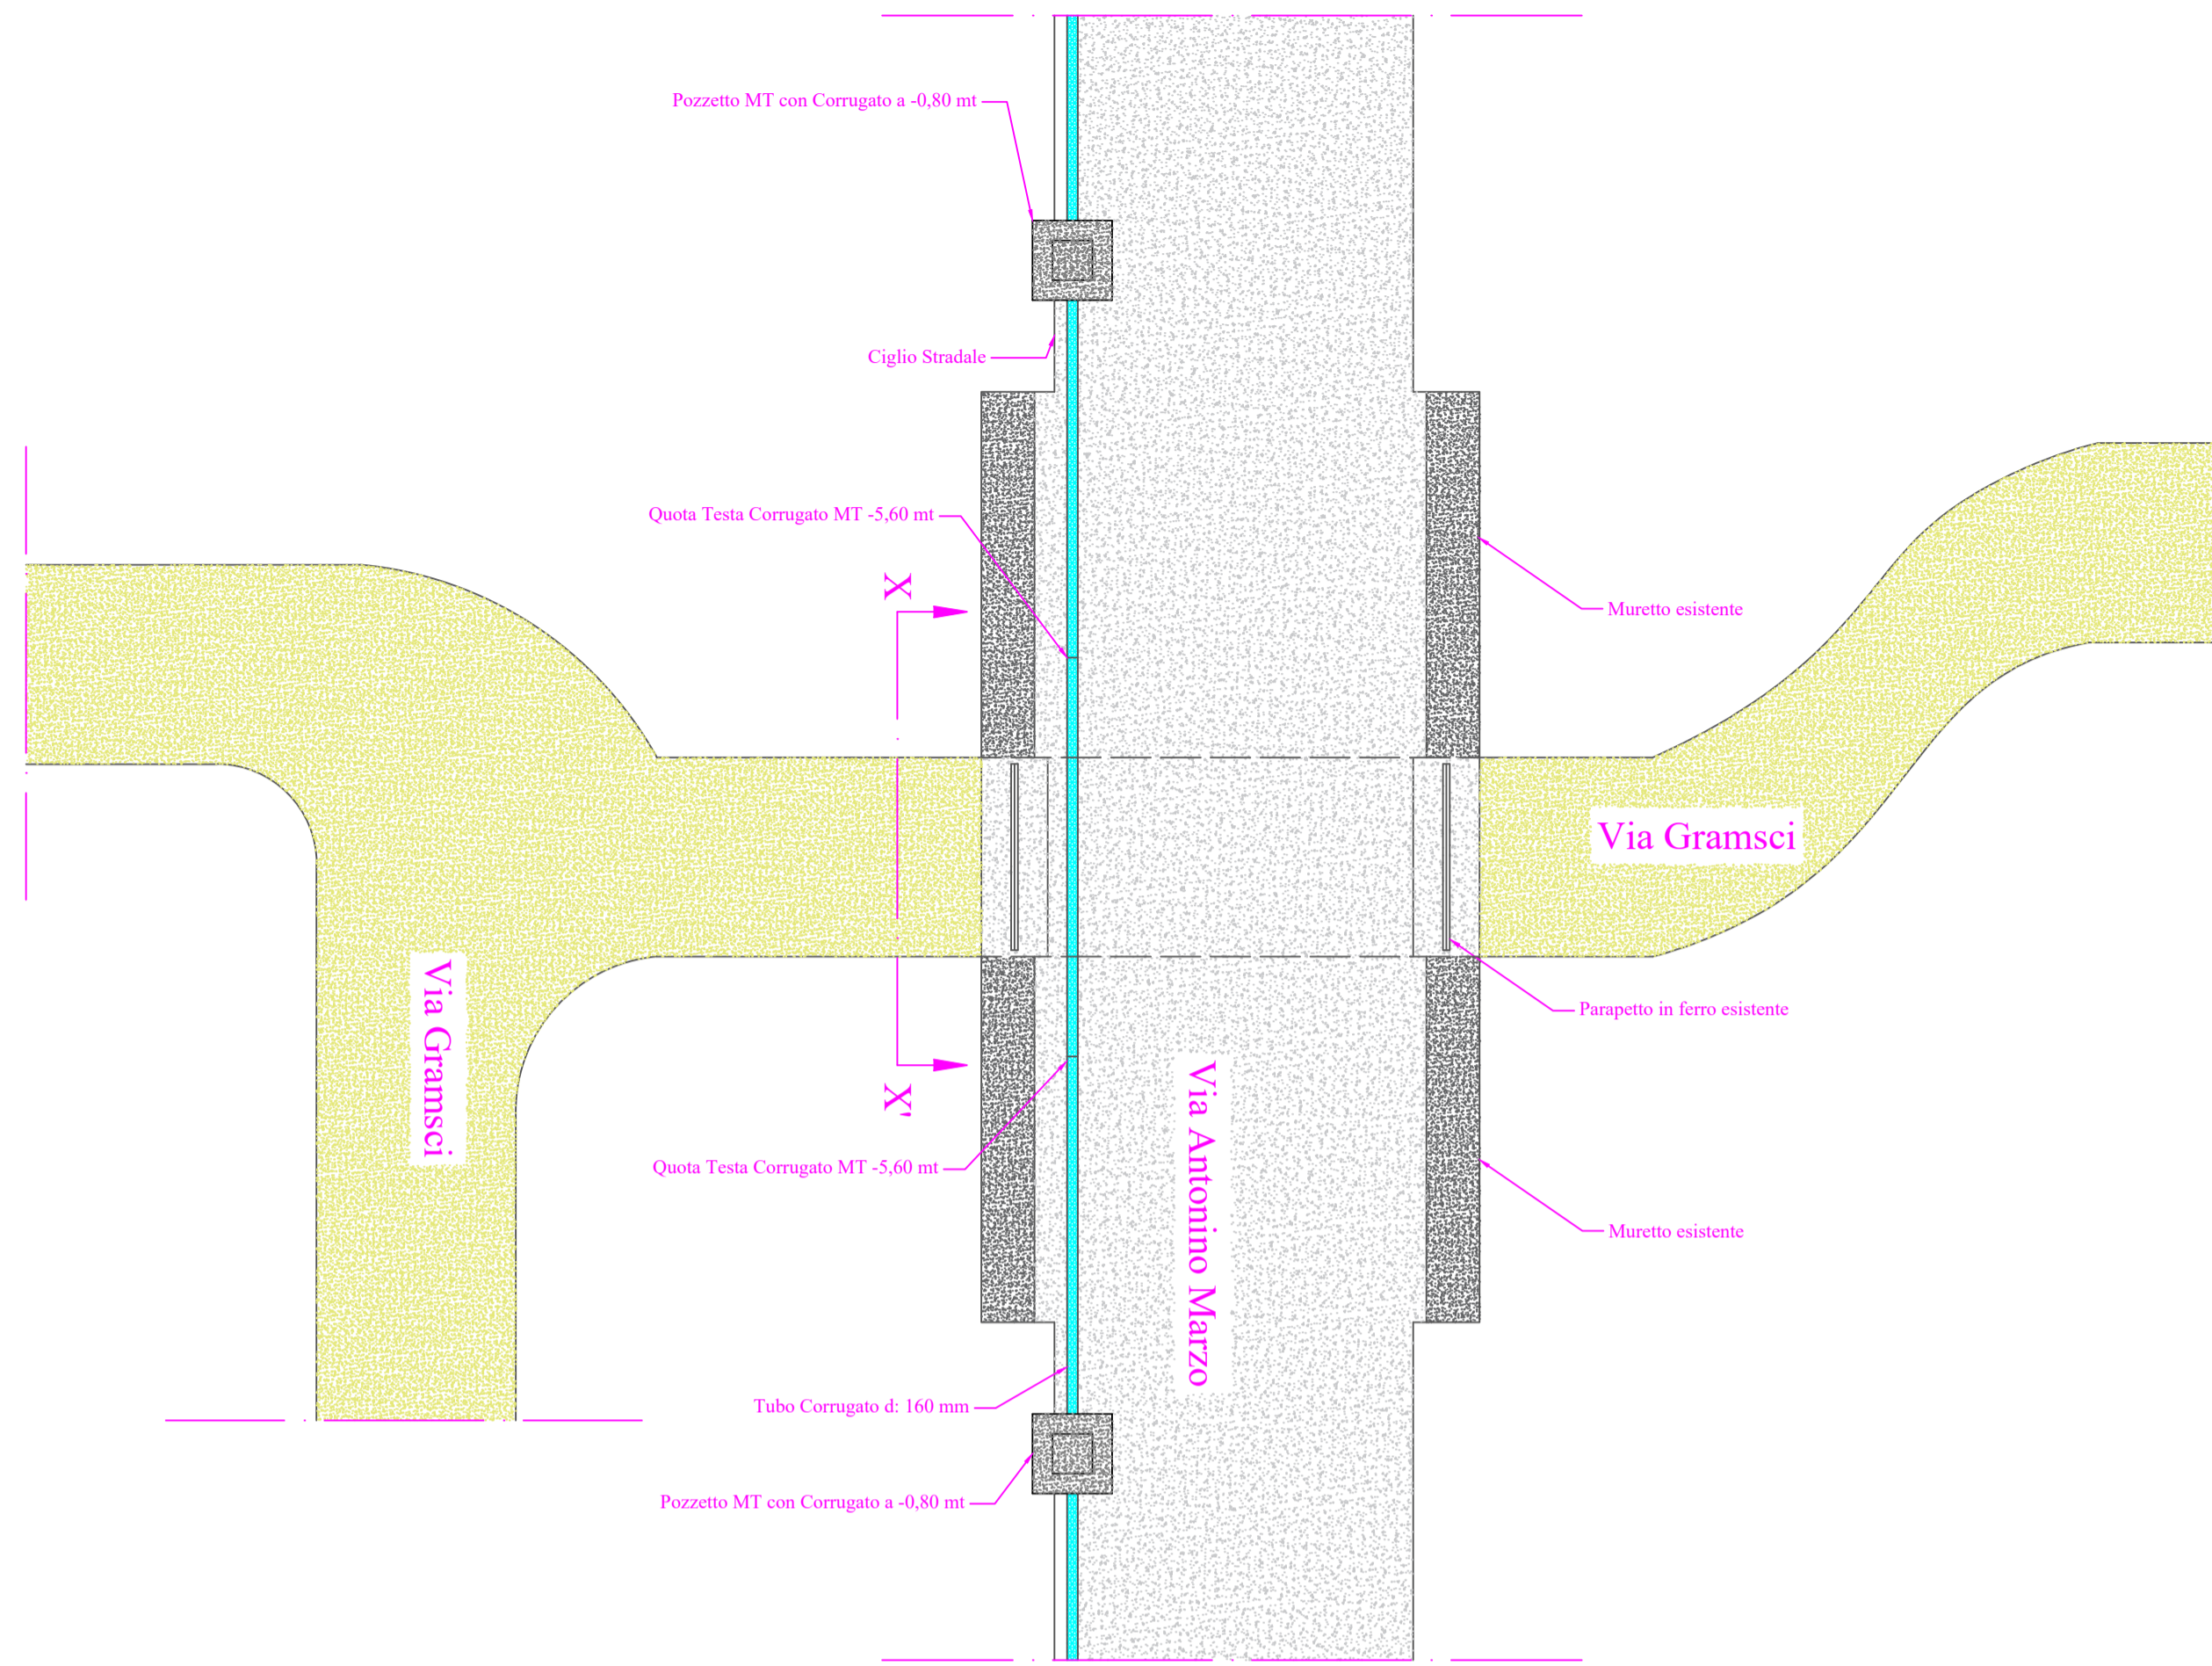 Pozzetto MT con Corrugato a -0,80 mt
Ciglio Stradale
Quota Testa Corrugato MT -5,60 mt
X
Muretto esistente
Via Gramsci
Via Gramsci
Parapetto in ferro esistente
X'
Via Antonino Marzo
Quota Testa Corrugato MT -5,60 mt
Muretto esistente
Tubo Corrugato d: 160 mm
Pozzetto MT con Corrugato a -0,80 mt